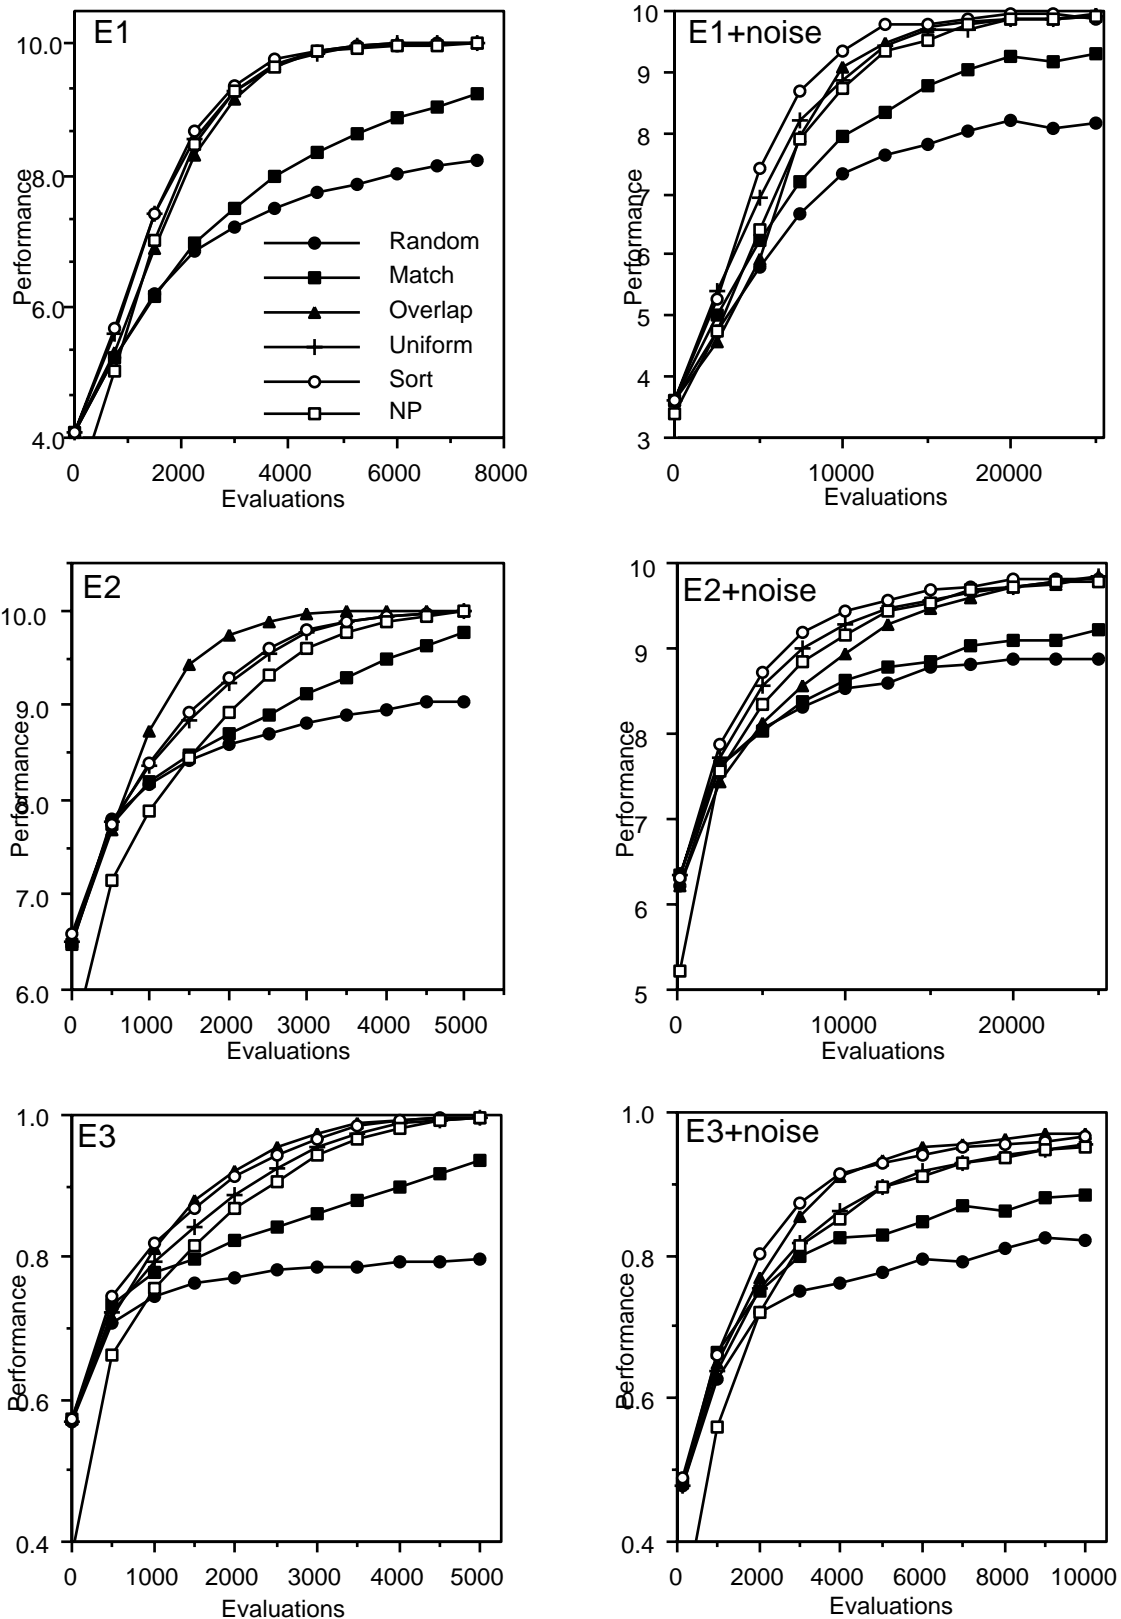 E1
10.0
8.0
6.0
4.0
Performance
Random
Match
Overlap
Uniform
Sort
NP
0 2000 4000 6000 8000
Evaluations
E1+noise
10
9
8
7
6
5
4
3
Performance
0 10000 20000
Evaluations
E2
10.0
9.0
8.0
7.0
6.0
Performance
0 1000 2000 3000 4000 5000
Evaluations
E2+noise
10
9
8
7
6
5
Performance
0 10000 20000
Evaluations
E3
1.0
0.8
0.6
0.4
Performance
0 1000 2000 3000 4000 5000
Evaluations
E3+noise
1.0
0.8
0.6
0.4
Performance
0 2000 4000 6000 8000 10000
Evaluations